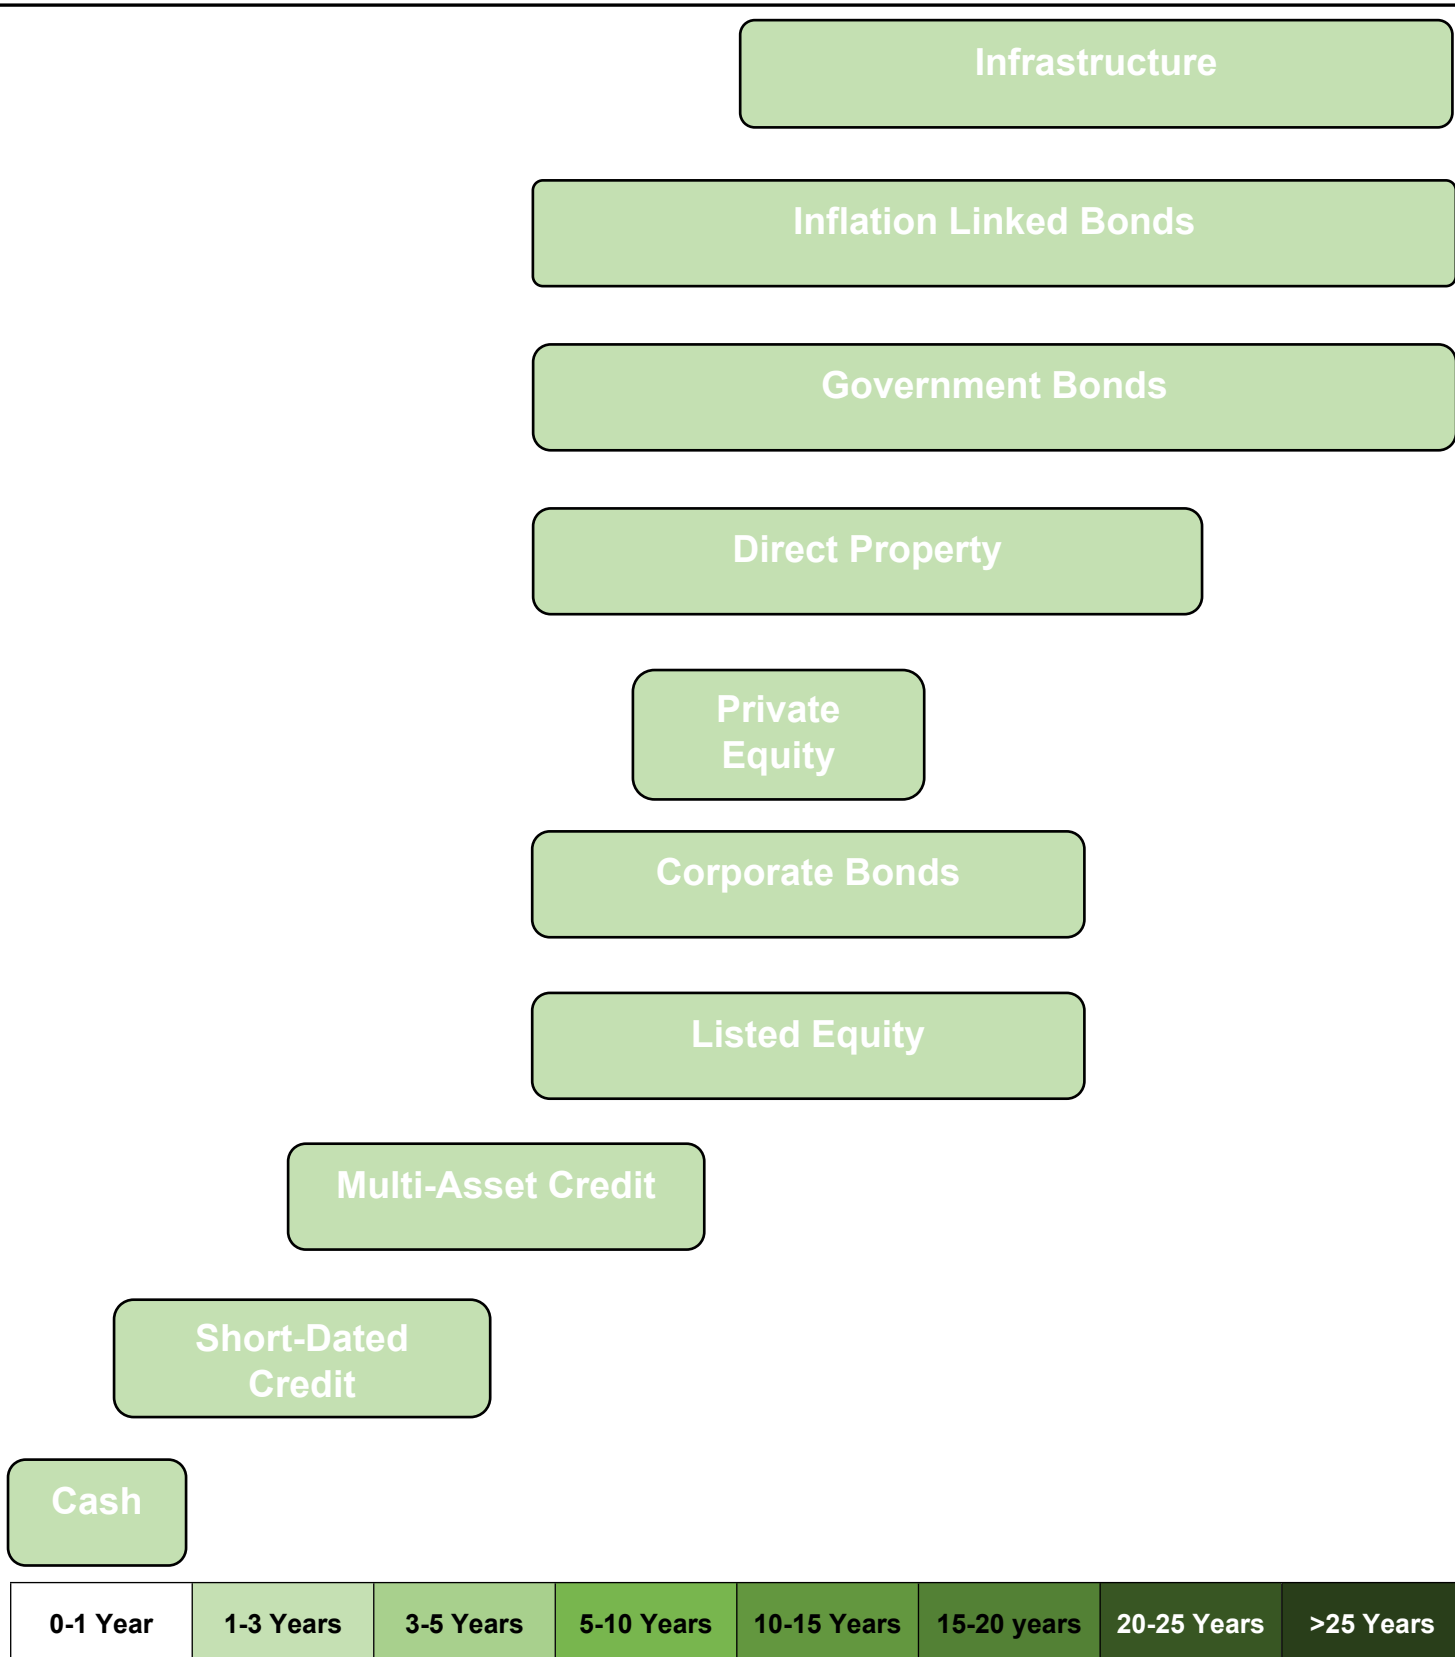 Infrastructure
Inflation Linked Bonds
Government Bonds
Direct Property
Private
Equity
Corporate Bonds
Listed Equity
Multi-Asset Credit
Short-Dated
Credit
Cash
0-1 Year 1-3 Years 3-5 Years 5-10 Years 10-15 Years 15-20 years 20-25 Years >25 Years